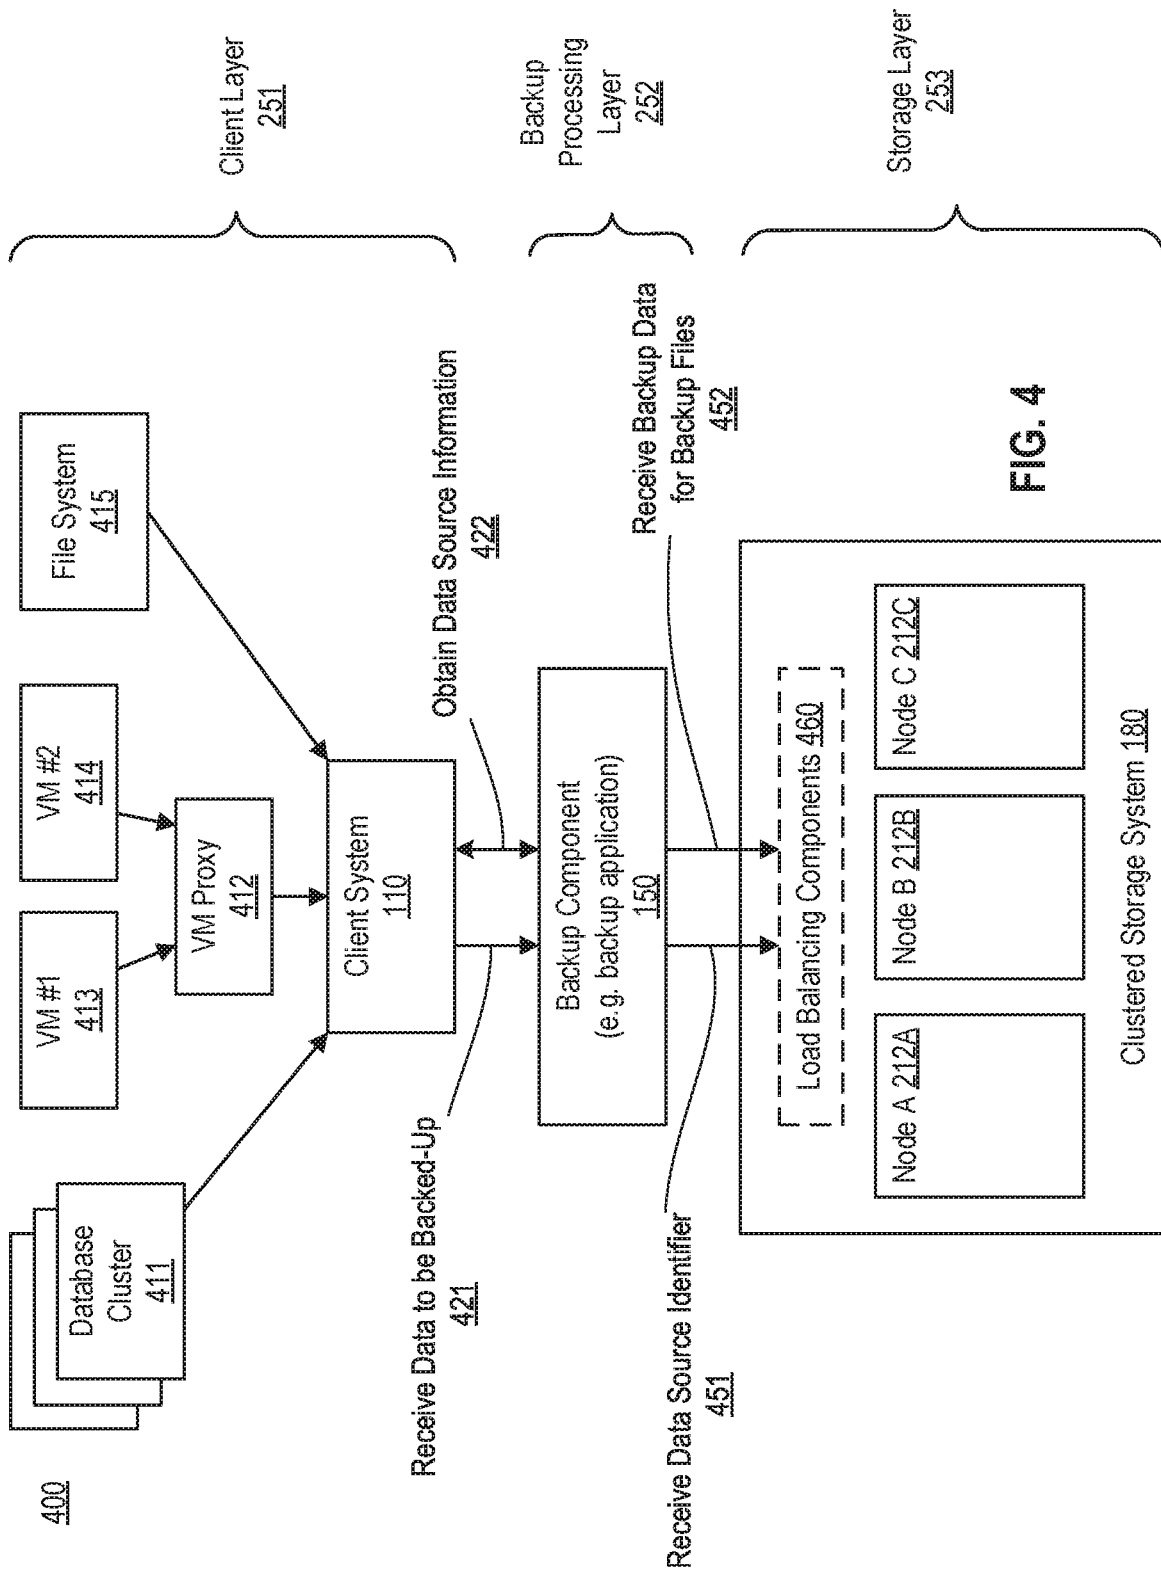 400
Database
Cluster
411
VM #1
413
VM #2
414
VM Proxy
412
File System
415
Client System
110
Client Layer
251
Receive Data to be Backed-Up
421
Obtain Data Source Information
422
Backup Component
(e.g. backup application)
150
Backup
Processing
Layer
252
Receive Data Source Identifier
451
Receive Backup Data
for Backup Files
452
Load Balancing Components 460
Node A 212A
Node B 212B
Node C 212C
Clustered Storage System 180
Storage Layer
253
FIG. 4